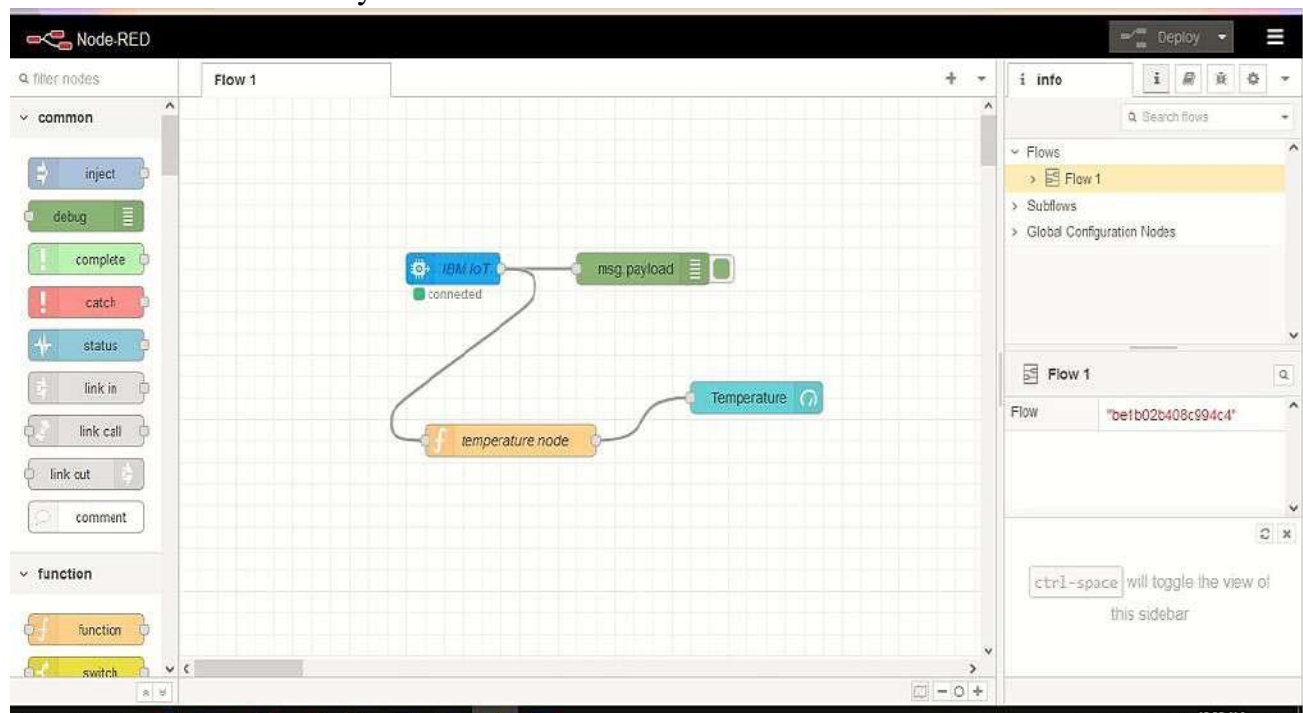 Node-RED
Deploy
filter nodes
Flow 1
i info
common
Search flows
Flows
Flow 1
Subflows
Global Configuration Nodes
inject
debug
complete
catch
status
link in
link call
link out
comment
function
function
switch
IBM IoT
connected
msg.payload
Temperature
temperature node
Flow 1
Flow "be1b02b408c994c4"
ctrl-space will toggle the view of
this sidebar